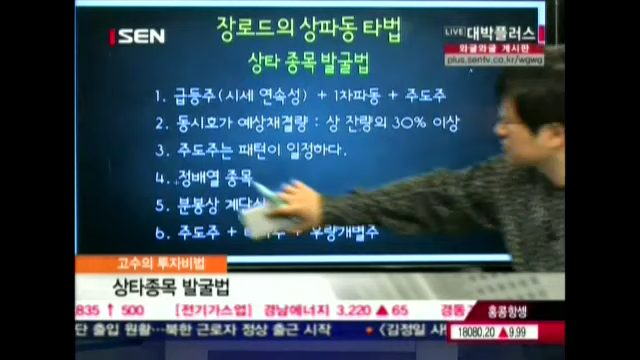 SEN
장로드의 상파동 타법
LIVE 대박플러스
와글와글 게시판
plus.sentv.co.kr/wgwg
상타 종목 발굴법
1. 급등주(시세 연속성) + 1차파동 + 주도주
2. 동시호가 예상채결량 : 상 잔량의 30% 이상
3. 주도주는 패턴이 일정하다.
4. 정배열 종목
5. 분봉상
6. 주도주 + + 우량개별주
고수의 투자비법
상타종목 발굴법
835 ↑ 500 [전기가스업] 경남에너지 3,220 ▲ 65 경동
홍콩항셍
단 출입 원활…북한 근로자 정상 출근 시작 • <김정일 사
18080.20 ▲ 9.99